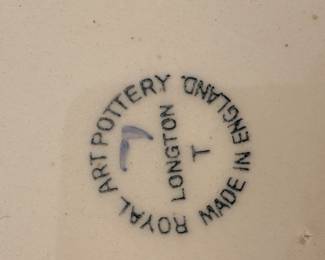 ROYAL ART POTTERY.
LONGTON
T
MADE IN ENGLAND.